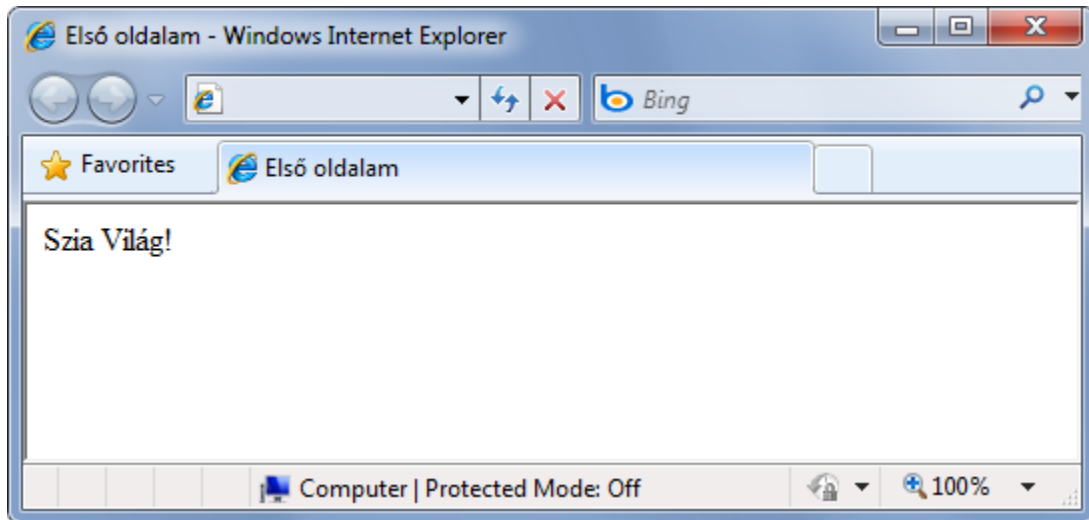 Első oldalam - Windows Internet Explorer
Bing
Favorites
Első oldalam
Szia Világ!
Computer | Protected Mode: Off
100%